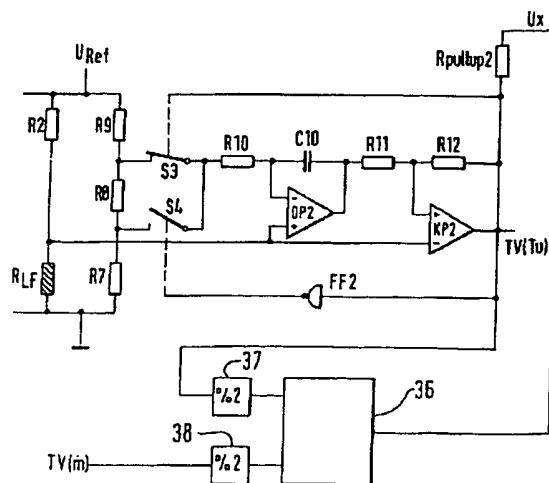 Ux
URef
Rpullup2
R2
R9
R10
C10
R11
R12
S3
R8
S4
OP2
KP2
TV(Tu)
RLF
R7
FF2
37
%2
36
38
TV(ṁ)
%2